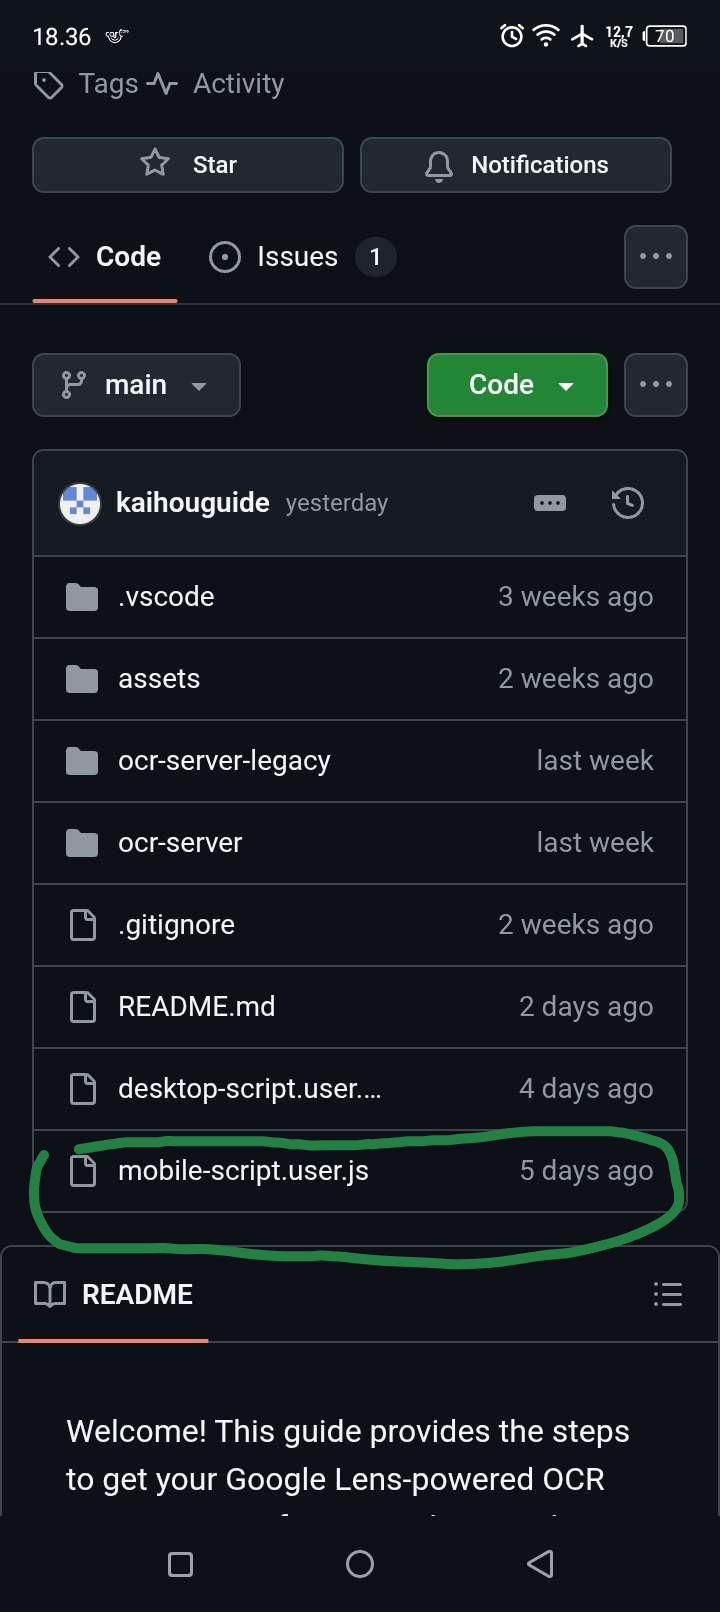 18.36 12,7 K/S 70
Tags Activity
Star Notifications
Code Issues 1
main Code
kaihouguide yesterday
.vscode 3 weeks ago
assets 2 weeks ago
ocr-server-legacy last week
ocr-server last week
.gitignore 2 weeks ago
README.md 2 days ago
desktop-script.user.... 4 days ago
mobile-script.user.js 5 days ago
README
Welcome! This guide provides the steps
to get your Google Lens-powered OCR